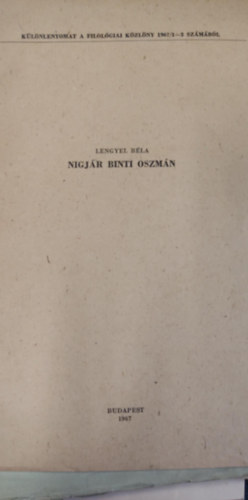 KÜLÖNLENYOMAT A FILOLÓGIAI KÖZLÖNY 1967/1–2 SZÁMÁBÓL
LENGYEL BÉLA
NIGJÁR BINTI OSZMÁN
BUDAPEST
1967